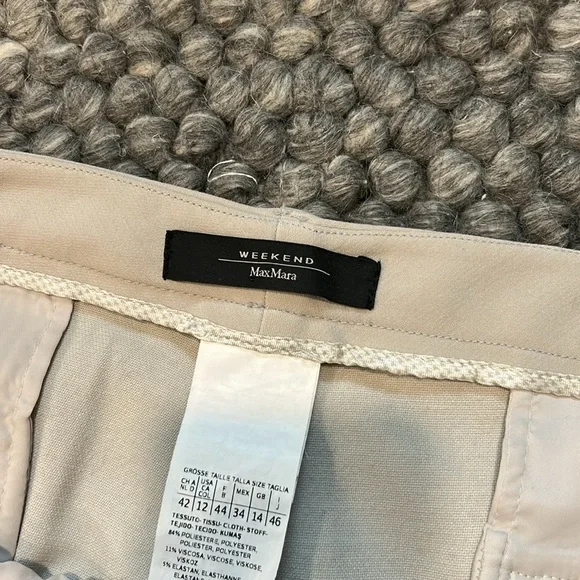 WEEKEND
MaxMara
GRÖSSE TAILLE TALLA SIZE TAGLIA
CH A USA F MEX GB I
NL D CA B J
COL
42 12 44 34 14 46
TESSUTO- TISSU- CLOTH- STOFF-
TEJIDO- TECIDO- KUMAŞ
84% POLIESTERE, POLYESTER,
POLIESTER, POLYESTER
11% VISCOSA, VISCOSE, VISKOSE,
VISKOZ
5% ELASTAN, ELASTHANNE